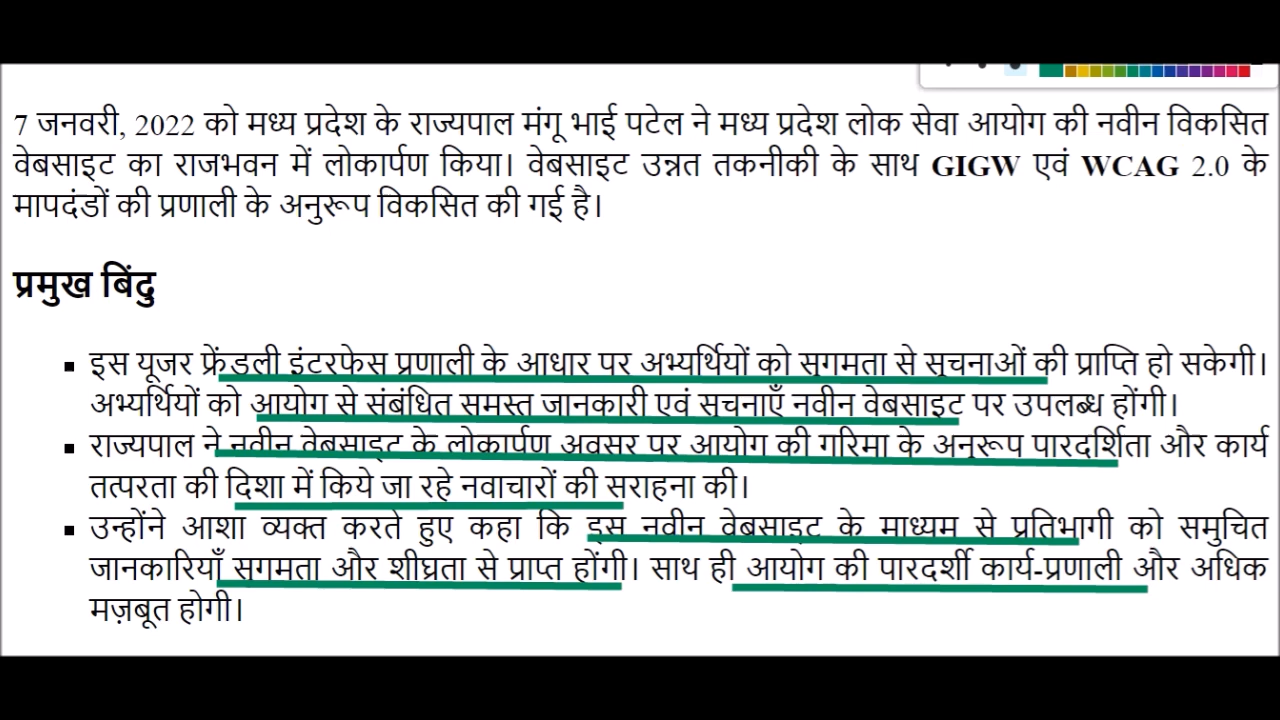 7 जनवरी, 2022 को मध्य प्रदेश के राज्यपाल मंगू भाई पटेल ने मध्य प्रदेश लोक सेवा आयोग की नवीन विकसित
वेबसाइट का राजभवन में लोकार्पण किया। वेबसाइट उन्नत तकनीकी के साथ GIGW एवं WCAG 2.0 के
मापदंडों की प्रणाली के अनुरूप विकसित की गई है।
प्रमुख बिंदु
▪ इस यूजर फ्रेंडली इंटरफेस प्रणाली के आधार पर अभ्यर्थियों को सुगमता से सूचनाओं की प्राप्ति हो सकेगी।
अभ्यर्थियों को आयोग से संबंधित समस्त जानकारी एवं सूचनाएँ नवीन वेबसाइट पर उपलब्ध होंगी।
▪ राज्यपाल ने नवीन वेबसाइट के लोकार्पण अवसर पर आयोग की गरिमा के अनुरूप पारदर्शिता और कार्य
तत्परता की दिशा में किये जा रहे नवाचारों की सराहना की।
▪ उन्होंने आशा व्यक्त करते हुए कहा कि इस नवीन वेबसाइट के माध्यम से प्रतिभागी को समुचित
जानकारियाँ सुगमता और शीघ्रता से प्राप्त होंगी। साथ ही आयोग की पारदर्शी कार्य-प्रणाली और अधिक
मज़बूत होगी।